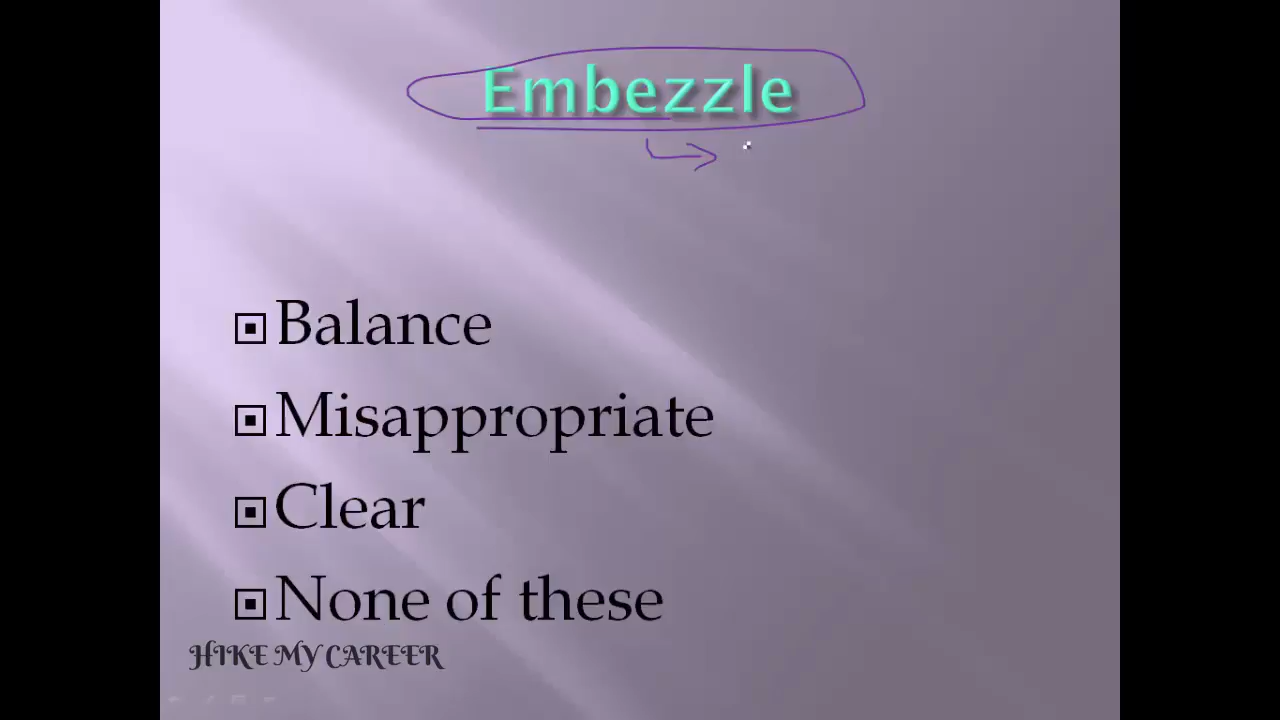 Embezzle
Balance
Misappropriate
Clear
None of these
HIKE MY CAREER